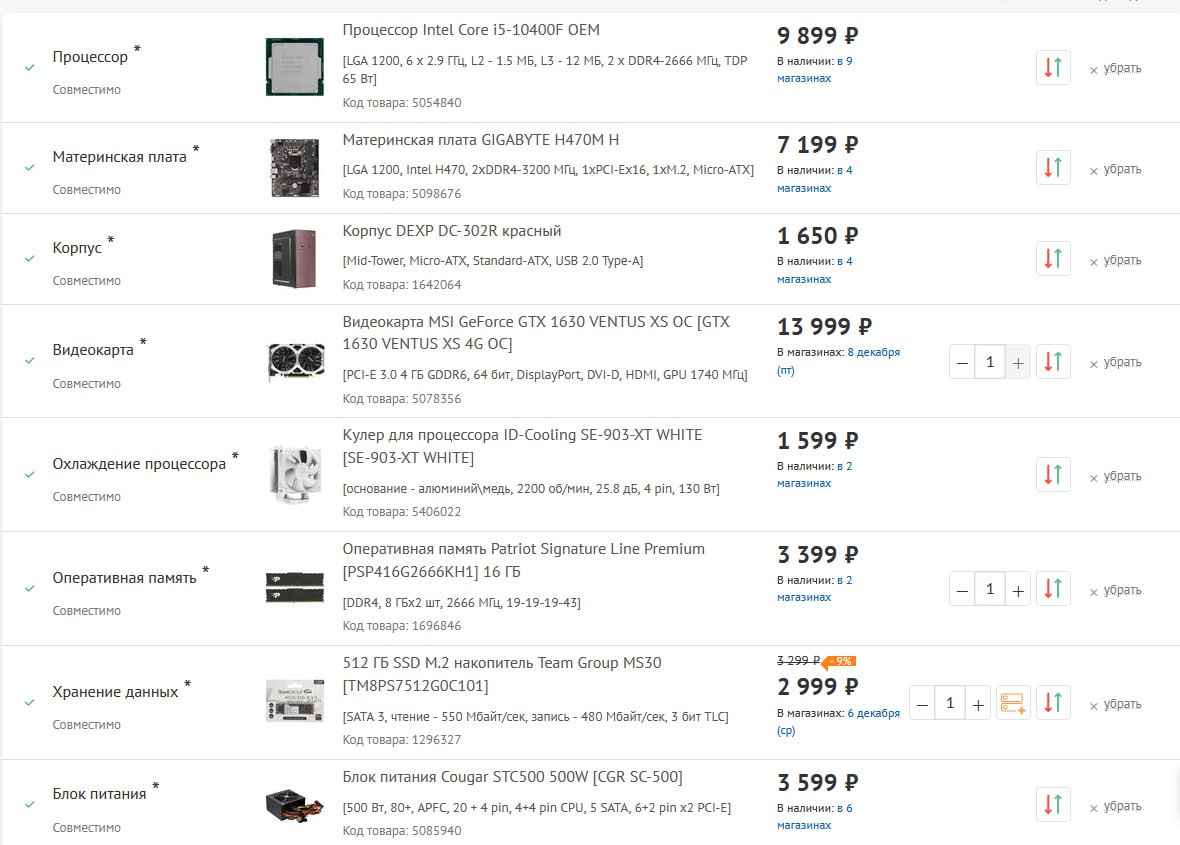 Процессор *
Совместимо
Процессор Intel Core i5-10400F OEM
[LGA 1200, 6 x 2.9 ГГц, L2 - 1.5 МБ, L3 - 12 МБ, 2 x DDR4-2666 МГц, TDP
65 Вт]
Код товара: 5054840
9 899 ₽
В наличии: в 9
магазинах
× убрать
Материнская плата *
Совместимо
Материнская плата GIGABYTE H470M H
[LGA 1200, Intel H470, 2xDDR4-3200 МГц, 1xPCI-Ex16, 1xM.2, Micro-ATX]
Код товара: 5098676
7 199 ₽
В наличии: в 4
магазинах
× убрать
Корпус *
Совместимо
Корпус DEXP DC-302R красный
[Mid-Tower, Micro-ATX, Standard-ATX, USB 2.0 Type-A]
Код товара: 1642064
1 650 ₽
В наличии: в 4
магазинах
× убрать
Видеокарта *
Совместимо
Видеокарта MSI GeForce GTX 1630 VENTUS XS OC [GTX
1630 VENTUS XS 4G OC]
[PCI-E 3.0 4 ГБ GDDR6, 64 бит, DisplayPort, DVI-D, HDMI, GPU 1740 МГц]
Код товара: 5078356
13 999 ₽
В магазинах: 8 декабря
(пт)
− 1 +
× убрать
Охлаждение процессора *
Совместимо
Кулер для процессора ID-Cooling SE-903-XT WHITE
[SE-903-XT WHITE]
[основание - алюминий\медь, 2200 об/мин, 25.8 дБ, 4 pin, 130 Вт]
Код товара: 5406022
1 599 ₽
В наличии: в 2
магазинах
× убрать
Оперативная память *
Совместимо
Оперативная память Patriot Signature Line Premium
[PSP416G2666KH1] 16 ГБ
[DDR4, 8 ГБx2 шт, 2666 МГц, 19-19-19-43]
Код товара: 1696846
3 399 ₽
В наличии: в 2
магазинах
− 1 +
× убрать
Хранение данных *
Совместимо
512 ГБ SSD M.2 накопитель Team Group MS30
[TM8PS7512G0C101]
[SATA 3, чтение - 550 Мбайт/сек, запись - 480 Мбайт/сек, 3 бит TLC]
Код товара: 1296327
3 299 ₽ - 9%
2 999 ₽
В магазинах: 6 декабря
(ср)
− 1 +
× убрать
Блок питания *
Совместимо
Блок питания Cougar STC500 500W [CGR SC-500]
[500 Вт, 80+, APFC, 20 + 4 pin, 4+4 pin CPU, 5 SATA, 6+2 pin x2 PCI-E]
Код товара: 5085940
3 599 ₽
В наличии: в 6
магазинах
× убрать